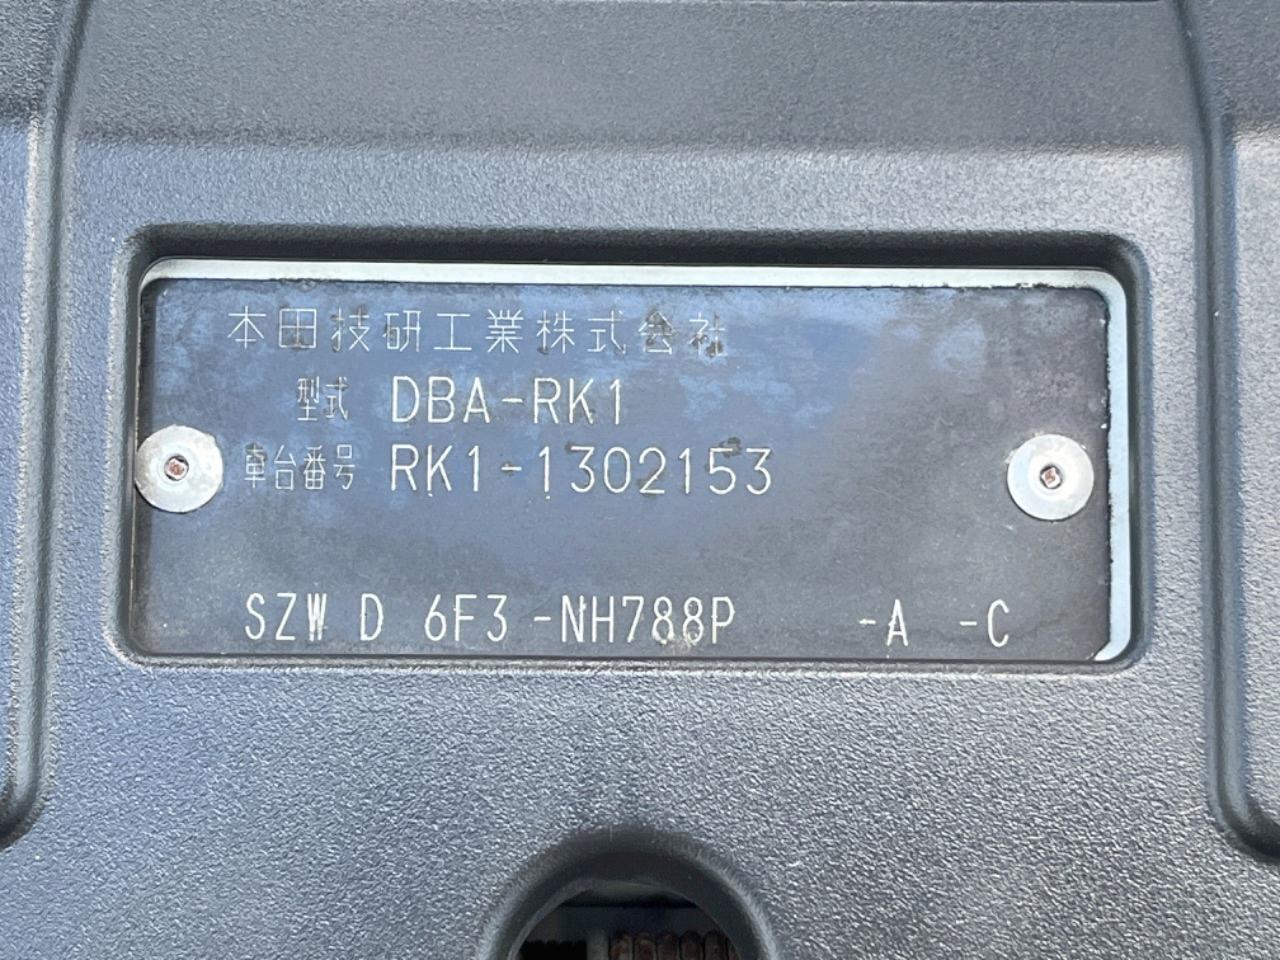 本田技研工業株式会社
型式 DBA-RK1
車台番号 RK1-1302153
SZW D 6F3 -NH788P -A -C